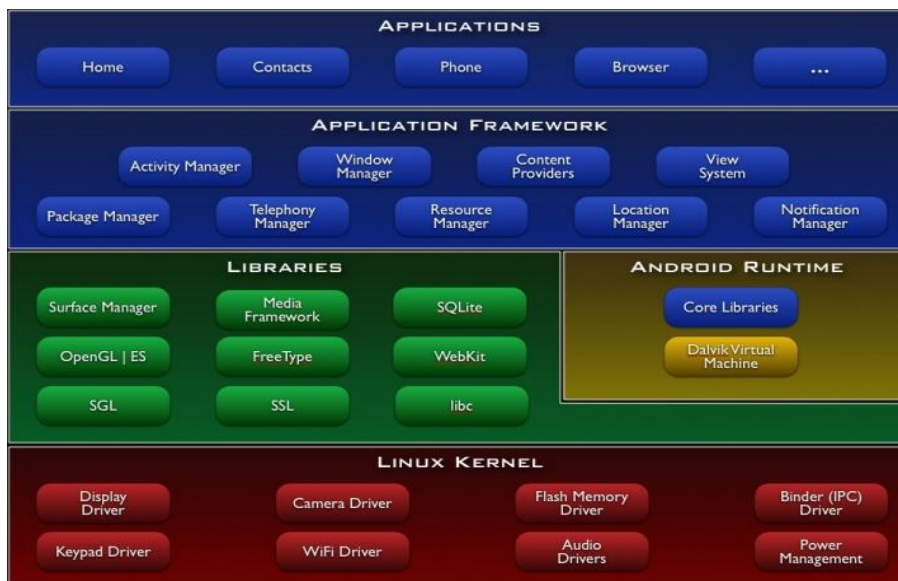 APPLICATIONS
Home
Contacts
Phone
Browser
...
APPLICATION FRAMEWORK
Activity Manager
Window
Manager
Content
Providers
View
System
Package Manager
Telephony
Manager
Resource
Manager
Location
Manager
Notification
Manager
LIBRARIES
Surface Manager
Media
Framework
SQLite
OpenGL | ES
FreeType
WebKit
SGL
SSL
libc
ANDROID RUNTIME
Core Libraries
Dalvik Virtual
Machine
LINUX KERNEL
Display
Driver
Camera Driver
Flash Memory
Driver
Binder (IPC)
Driver
Keypad Driver
WiFi Driver
Audio
Drivers
Power
Management